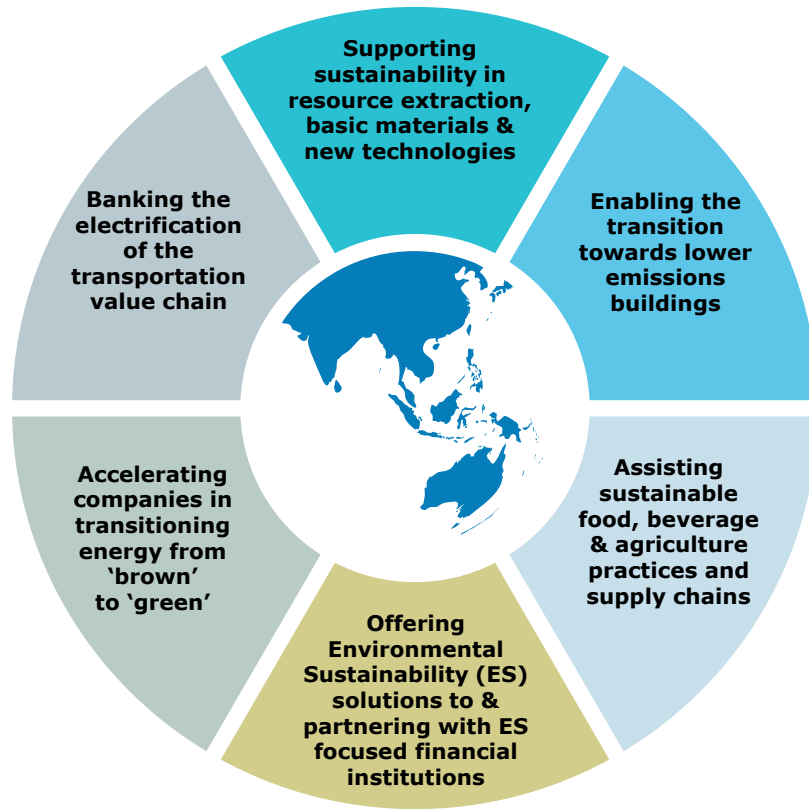 Supporting
sustainability in
resource extraction,
basic materials &
new technologies
Enabling the
transition
towards lower
emissions
buildings
Assisting
sustainable
food, beverage
& agriculture
practices and
supply chains
Offering
Environmental
Sustainability (ES)
solutions to &
partnering with ES
focused financial
institutions
Accelerating
companies in
transitioning
energy from
‘brown’
to ‘green’
Banking the
electrification
of the
transportation
value chain